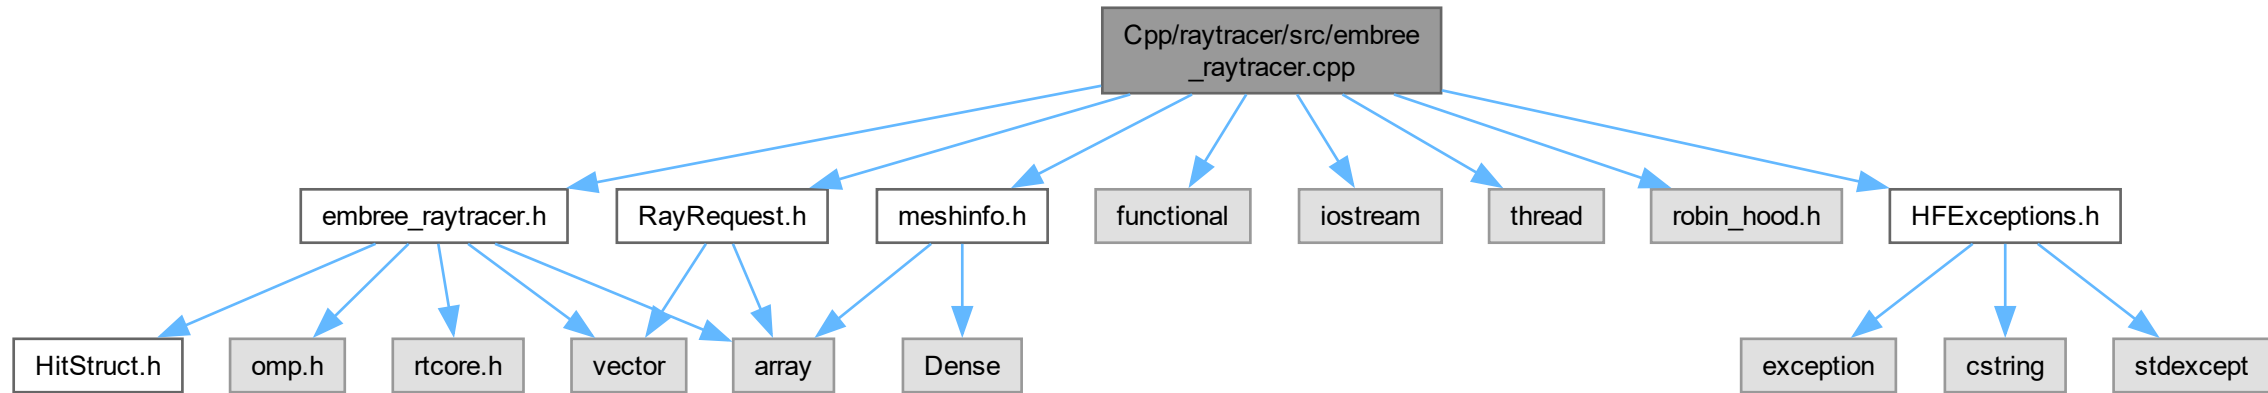 Cpp/raytracer/src/embree
_raytracer.cpp
embree_raytracer.h
RayRequest.h
meshinfo.h
functional
iostream
thread
robin_hood.h
HFExceptions.h
HitStruct.h
omp.h
rtcore.h
vector
array
Dense
exception
cstring
stdexcept